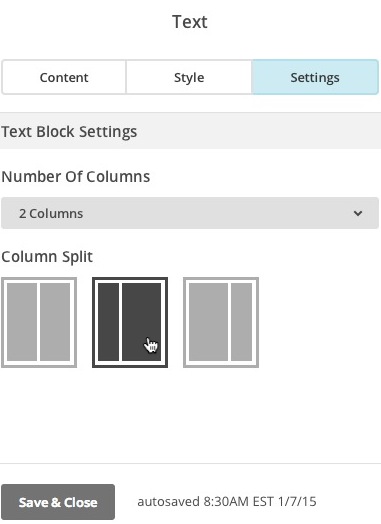 Text
Content Style Settings
Text Block Settings
Number Of Columns
2 Columns
Column Split
Save & Close autosaved 8:30AM EST 1/7/15